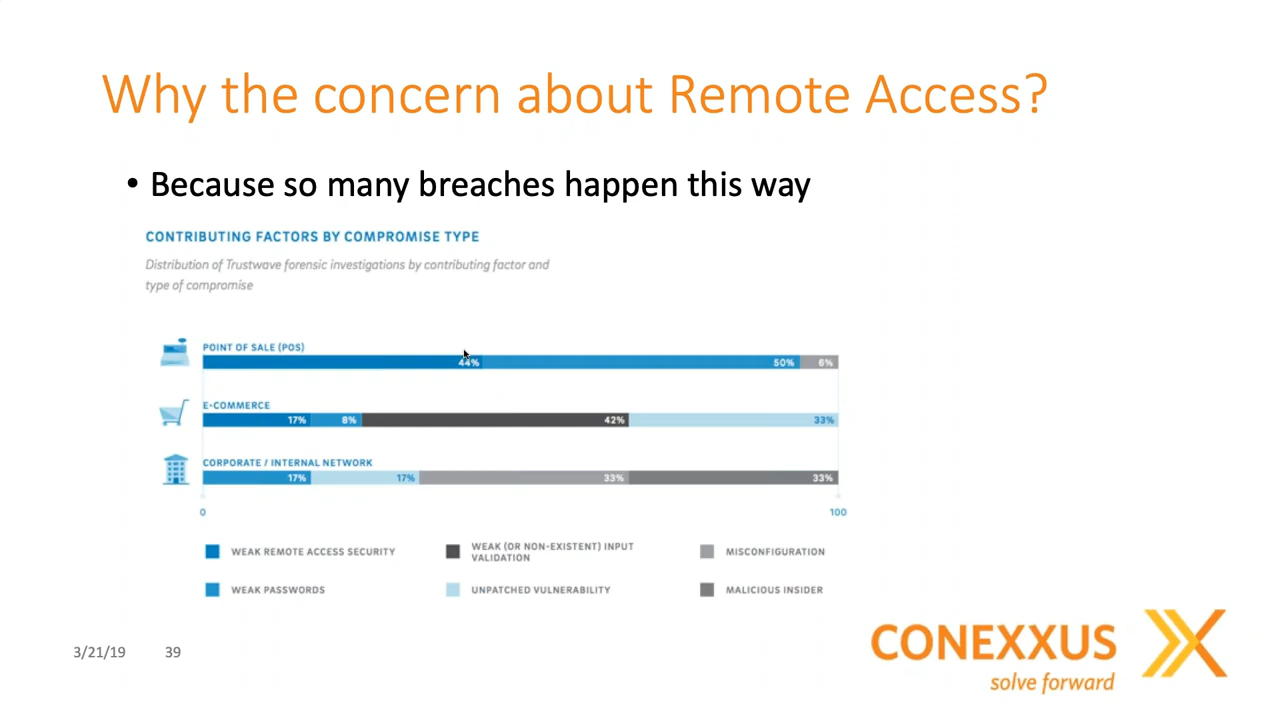 Why the concern about Remote Access?
• Because so many breaches happen this way
CONTRIBUTING FACTORS BY COMPROMISE TYPE
Distribution of Trustwave forensic investigations by contributing factor and
type of compromise
POINT OF SALE (POS)
44% 50% 6%
E-COMMERCE
17% 8% 42% 33%
CORPORATE / INTERNAL NETWORK
17% 17% 33% 33%
0 100
WEAK REMOTE ACCESS SECURITY
WEAK (OR NON-EXISTENT) INPUT
VALIDATION
MISCONFIGURATION
WEAK PASSWORDS
UNPATCHED VULNERABILITY
MALICIOUS INSIDER
3/21/19 39
CONEXXUS
solve forward